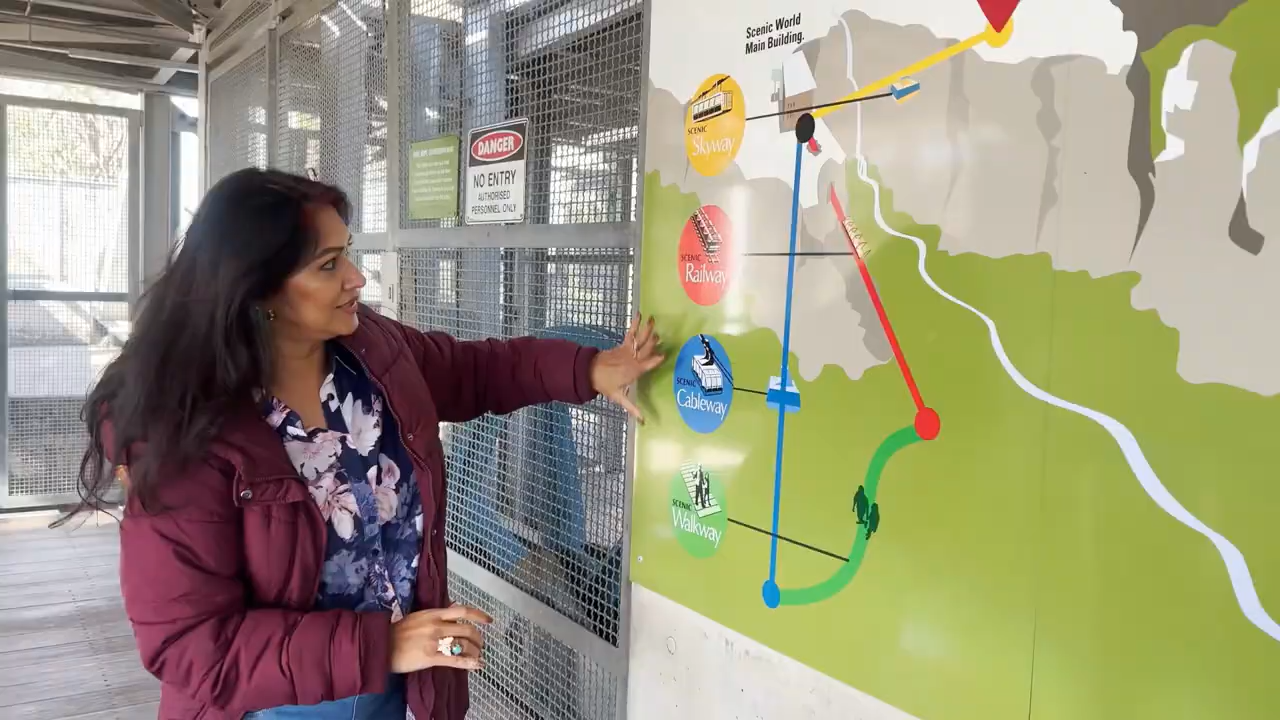 Scenic World
Main Building.
SCENIC
Skyway
DANGER
NO ENTRY
AUTHORISED
PERSONNEL ONLY
SCENIC
Railway
SCENIC
Cableway
SCENIC
Walkway